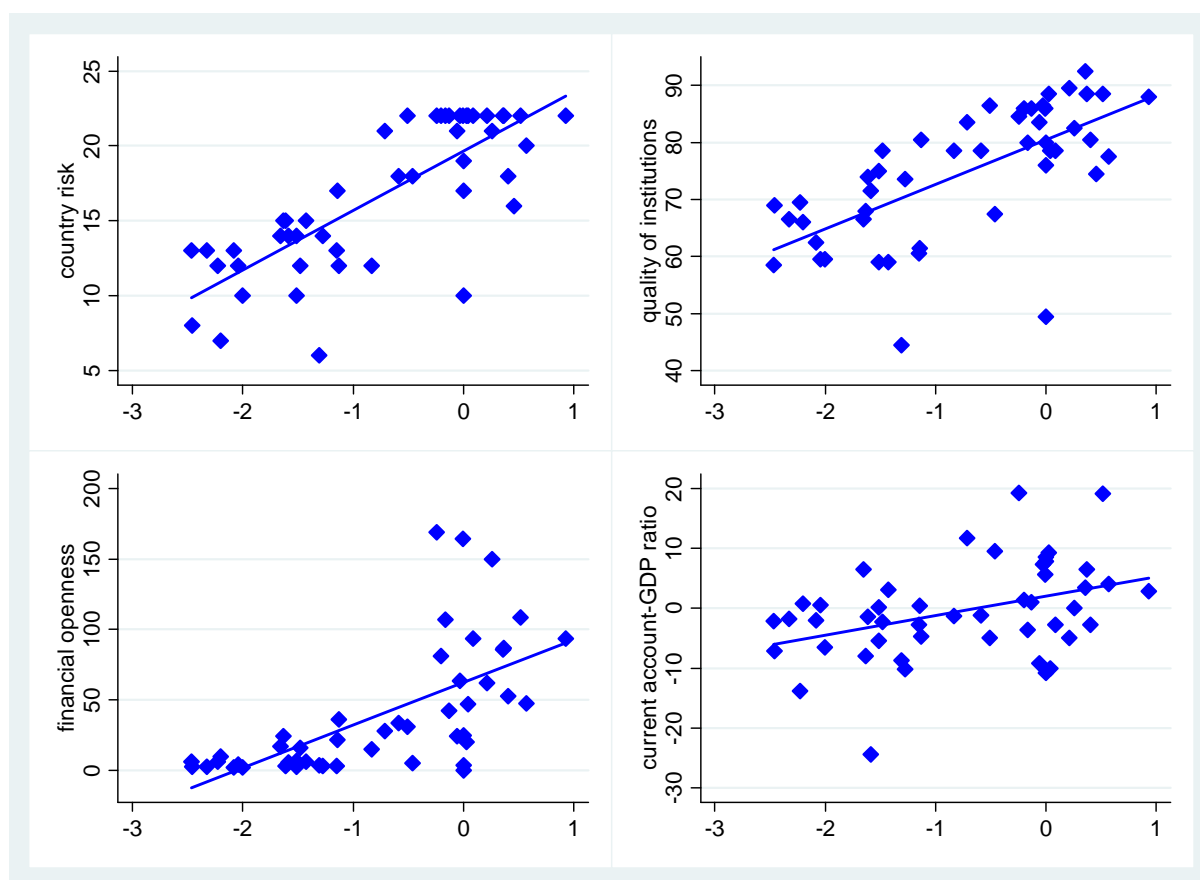 country risk
25
20
15
10
5
-3 -2 -1 0 1
quality of institutions
90
80
70
60
50
40
-3 -2 -1 0 1
financial openness
200
150
100
50
0
-3 -2 -1 0 1
current account-GDP ratio
20
10
0
-10
-20
-30
-3 -2 -1 0 1